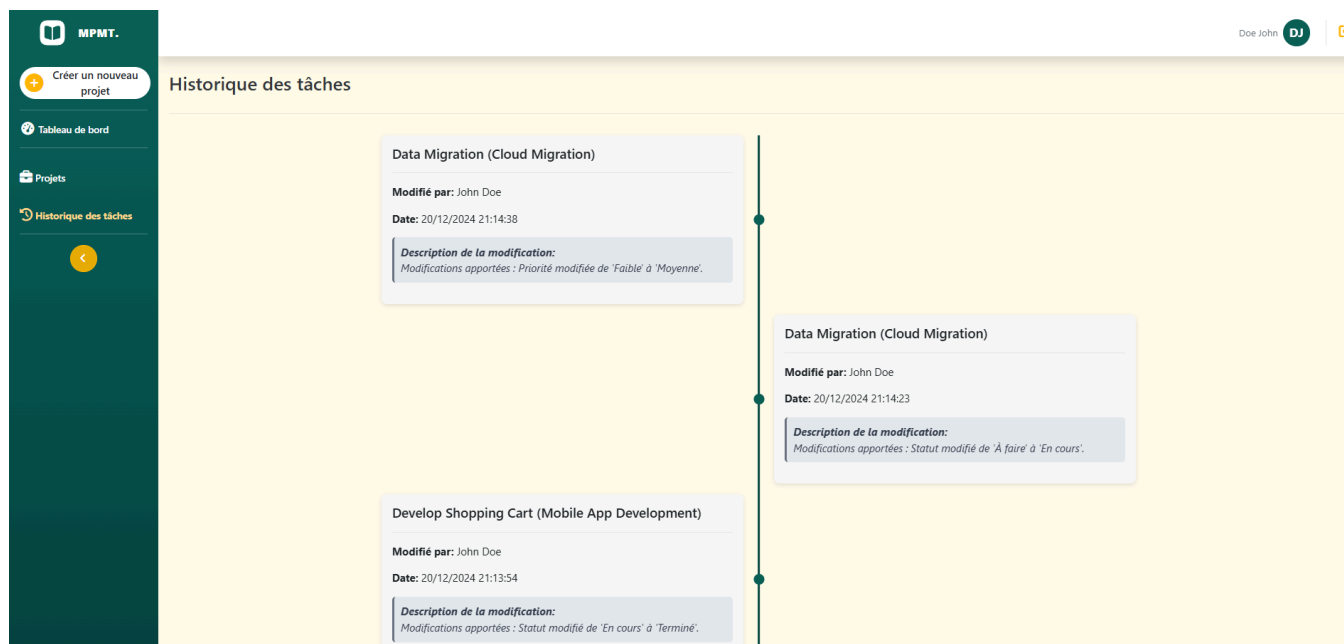 MPMT.
Doe John
DJ
Créer un nouveau
projet
Tableau de bord
Projets
Historique des tâches
Historique des tâches
Data Migration (Cloud Migration)
Modifié par: John Doe
Date: 20/12/2024 21:14:38
Description de la modification:
Modifications apportées : Priorité modifiée de 'Faible' à 'Moyenne'.
Data Migration (Cloud Migration)
Modifié par: John Doe
Date: 20/12/2024 21:14:23
Description de la modification:
Modifications apportées : Statut modifié de 'À faire' à 'En cours'.
Develop Shopping Cart (Mobile App Development)
Modifié par: John Doe
Date: 20/12/2024 21:13:54
Description de la modification:
Modifications apportées : Statut modifié de 'En cours' à 'Terminé'.